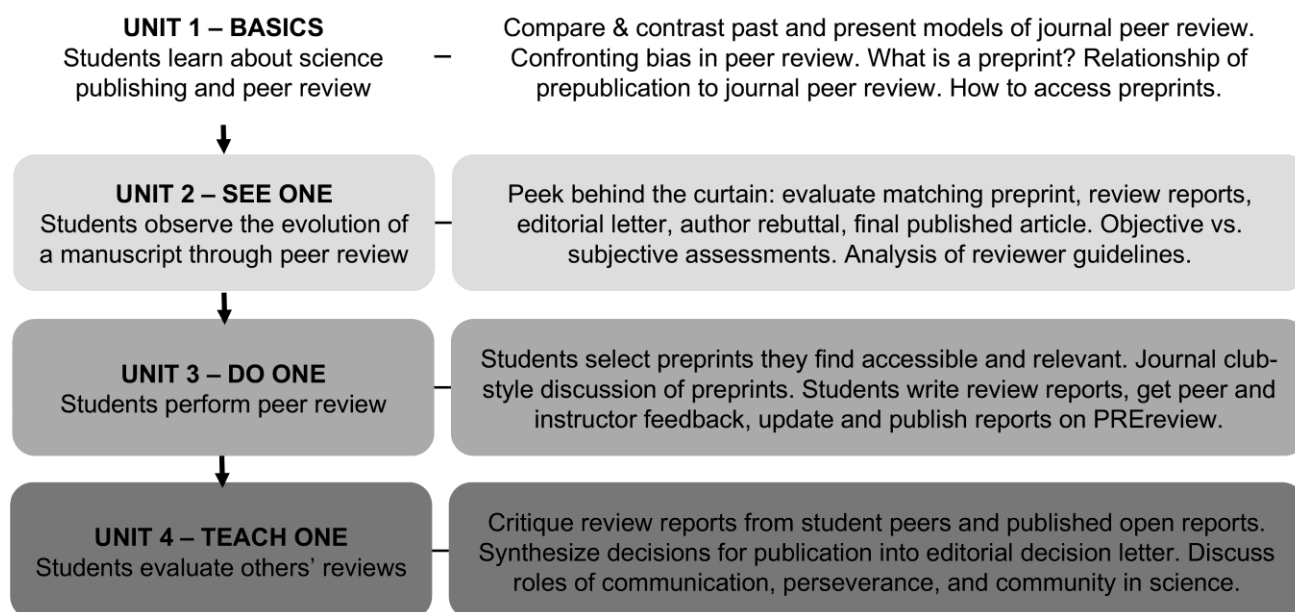 UNIT 1 – BASICS
Students learn about science
publishing and peer review
Compare & contrast past and present models of journal peer review.
Confronting bias in peer review. What is a preprint? Relationship of
prepublication to journal peer review. How to access preprints.
UNIT 2 – SEE ONE
Students observe the evolution of
a manuscript through peer review
Peek behind the curtain: evaluate matching preprint, review reports,
editorial letter, author rebuttal, final published article. Objective vs.
subjective assessments. Analysis of reviewer guidelines.
UNIT 3 – DO ONE
Students perform peer review
Students select preprints they find accessible and relevant. Journal club-
style discussion of preprints. Students write review reports, get peer and
instructor feedback, update and publish reports on PREreview.
UNIT 4 – TEACH ONE
Students evaluate others’ reviews
Critique review reports from student peers and published open reports.
Synthesize decisions for publication into editorial decision letter. Discuss
roles of communication, perseverance, and community in science.